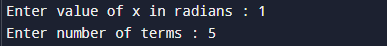 Enter value of x in radians : 1
Enter number of terms : 5